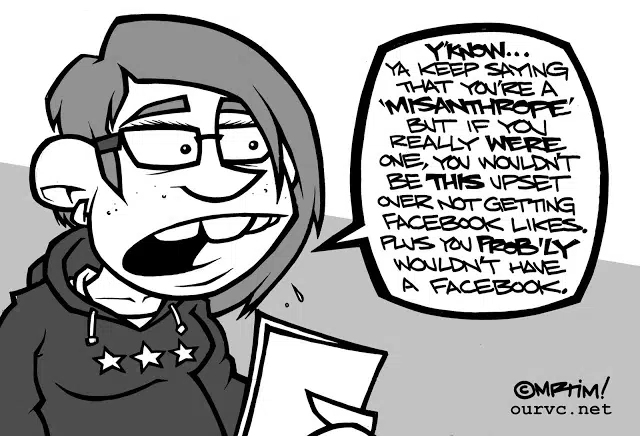 Y'KNOW...
YA KEEP SAYING
THAT YOU'RE A
'MISANTHROPE'
BUT IF YOU
REALLY WERE
ONE, YOU WOULDN'T
BE THIS UPSET
OVER NOT GETTING
FACEBOOK LIKES.
PLUS YOU PROB'LY
WOULDN'T HAVE
A FACEBOOK.
©MRTIM!
ourvc.net